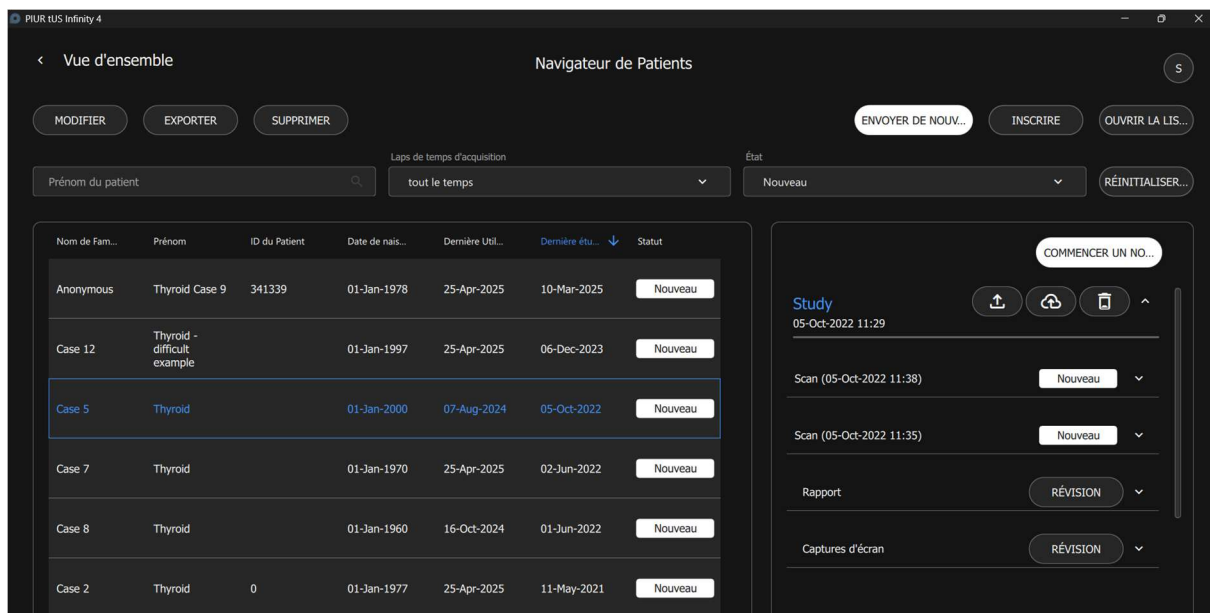 PIUR tUS Infinity 4
Vue d'ensemble
Navigateur de Patients
S
MODIFIER EXPORTER SUPPRIMER ENVOYER DE NOUV... INSCRIRE OUVRIR LA LIS...
Laps de temps d'acquisition État
Prénom du patient tout le temps Nouveau RÉINITIALISER...
Nom de Fam... Prénom ID du Patient Date de nais... Dernière Util... Dernière étu... Statut
Anonymous Thyroid Case 9 341339 01-Jan-1978 25-Apr-2025 10-Mar-2025 Nouveau
Case 12 Thyroid - difficult example 01-Jan-1997 25-Apr-2025 06-Dec-2023 Nouveau
Case 5 Thyroid 01-Jan-2000 07-Aug-2024 05-Oct-2022 Nouveau
Case 7 Thyroid 01-Jan-1970 25-Apr-2025 02-Jun-2022 Nouveau
Case 8 Thyroid 01-Jan-1960 16-Oct-2024 01-Jun-2022 Nouveau
Case 2 Thyroid 0 01-Jan-1977 25-Apr-2025 11-May-2021 Nouveau
COMMENCER UN NO...
Study
05-Oct-2022 11:29
Scan (05-Oct-2022 11:38) Nouveau
Scan (05-Oct-2022 11:35) Nouveau
Rapport RÉVISION
Captures d'écran RÉVISION